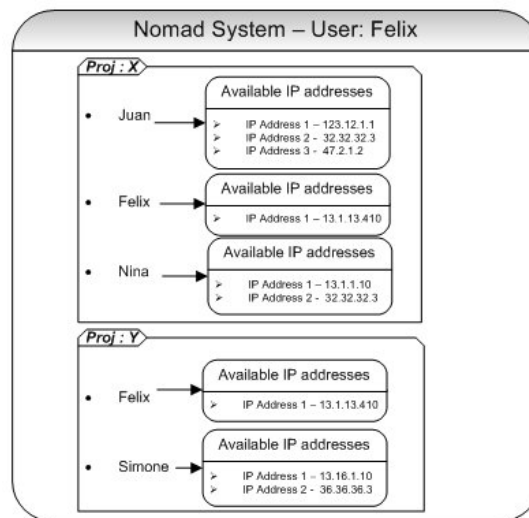 Nomad System – User: Felix
Proj : X
Available IP addresses
• Juan
➢ IP Address 1 – 123.12.1.1
➢ IP Address 2 - 32.32.32.3
➢ IP Address 3 - 47.2.1.2
Available IP addresses
• Felix
➢ IP Address 1 – 13.1.13.410
Available IP addresses
• Nina
➢ IP Address 1 – 13.1.1.10
➢ IP Address 2 - 32.32.32.3
Proj : Y
Available IP addresses
• Felix
➢ IP Address 1 – 13.1.13.410
Available IP addresses
• Simone
➢ IP Address 1 – 13.16.1.10
➢ IP Address 2 - 36.36.36.3